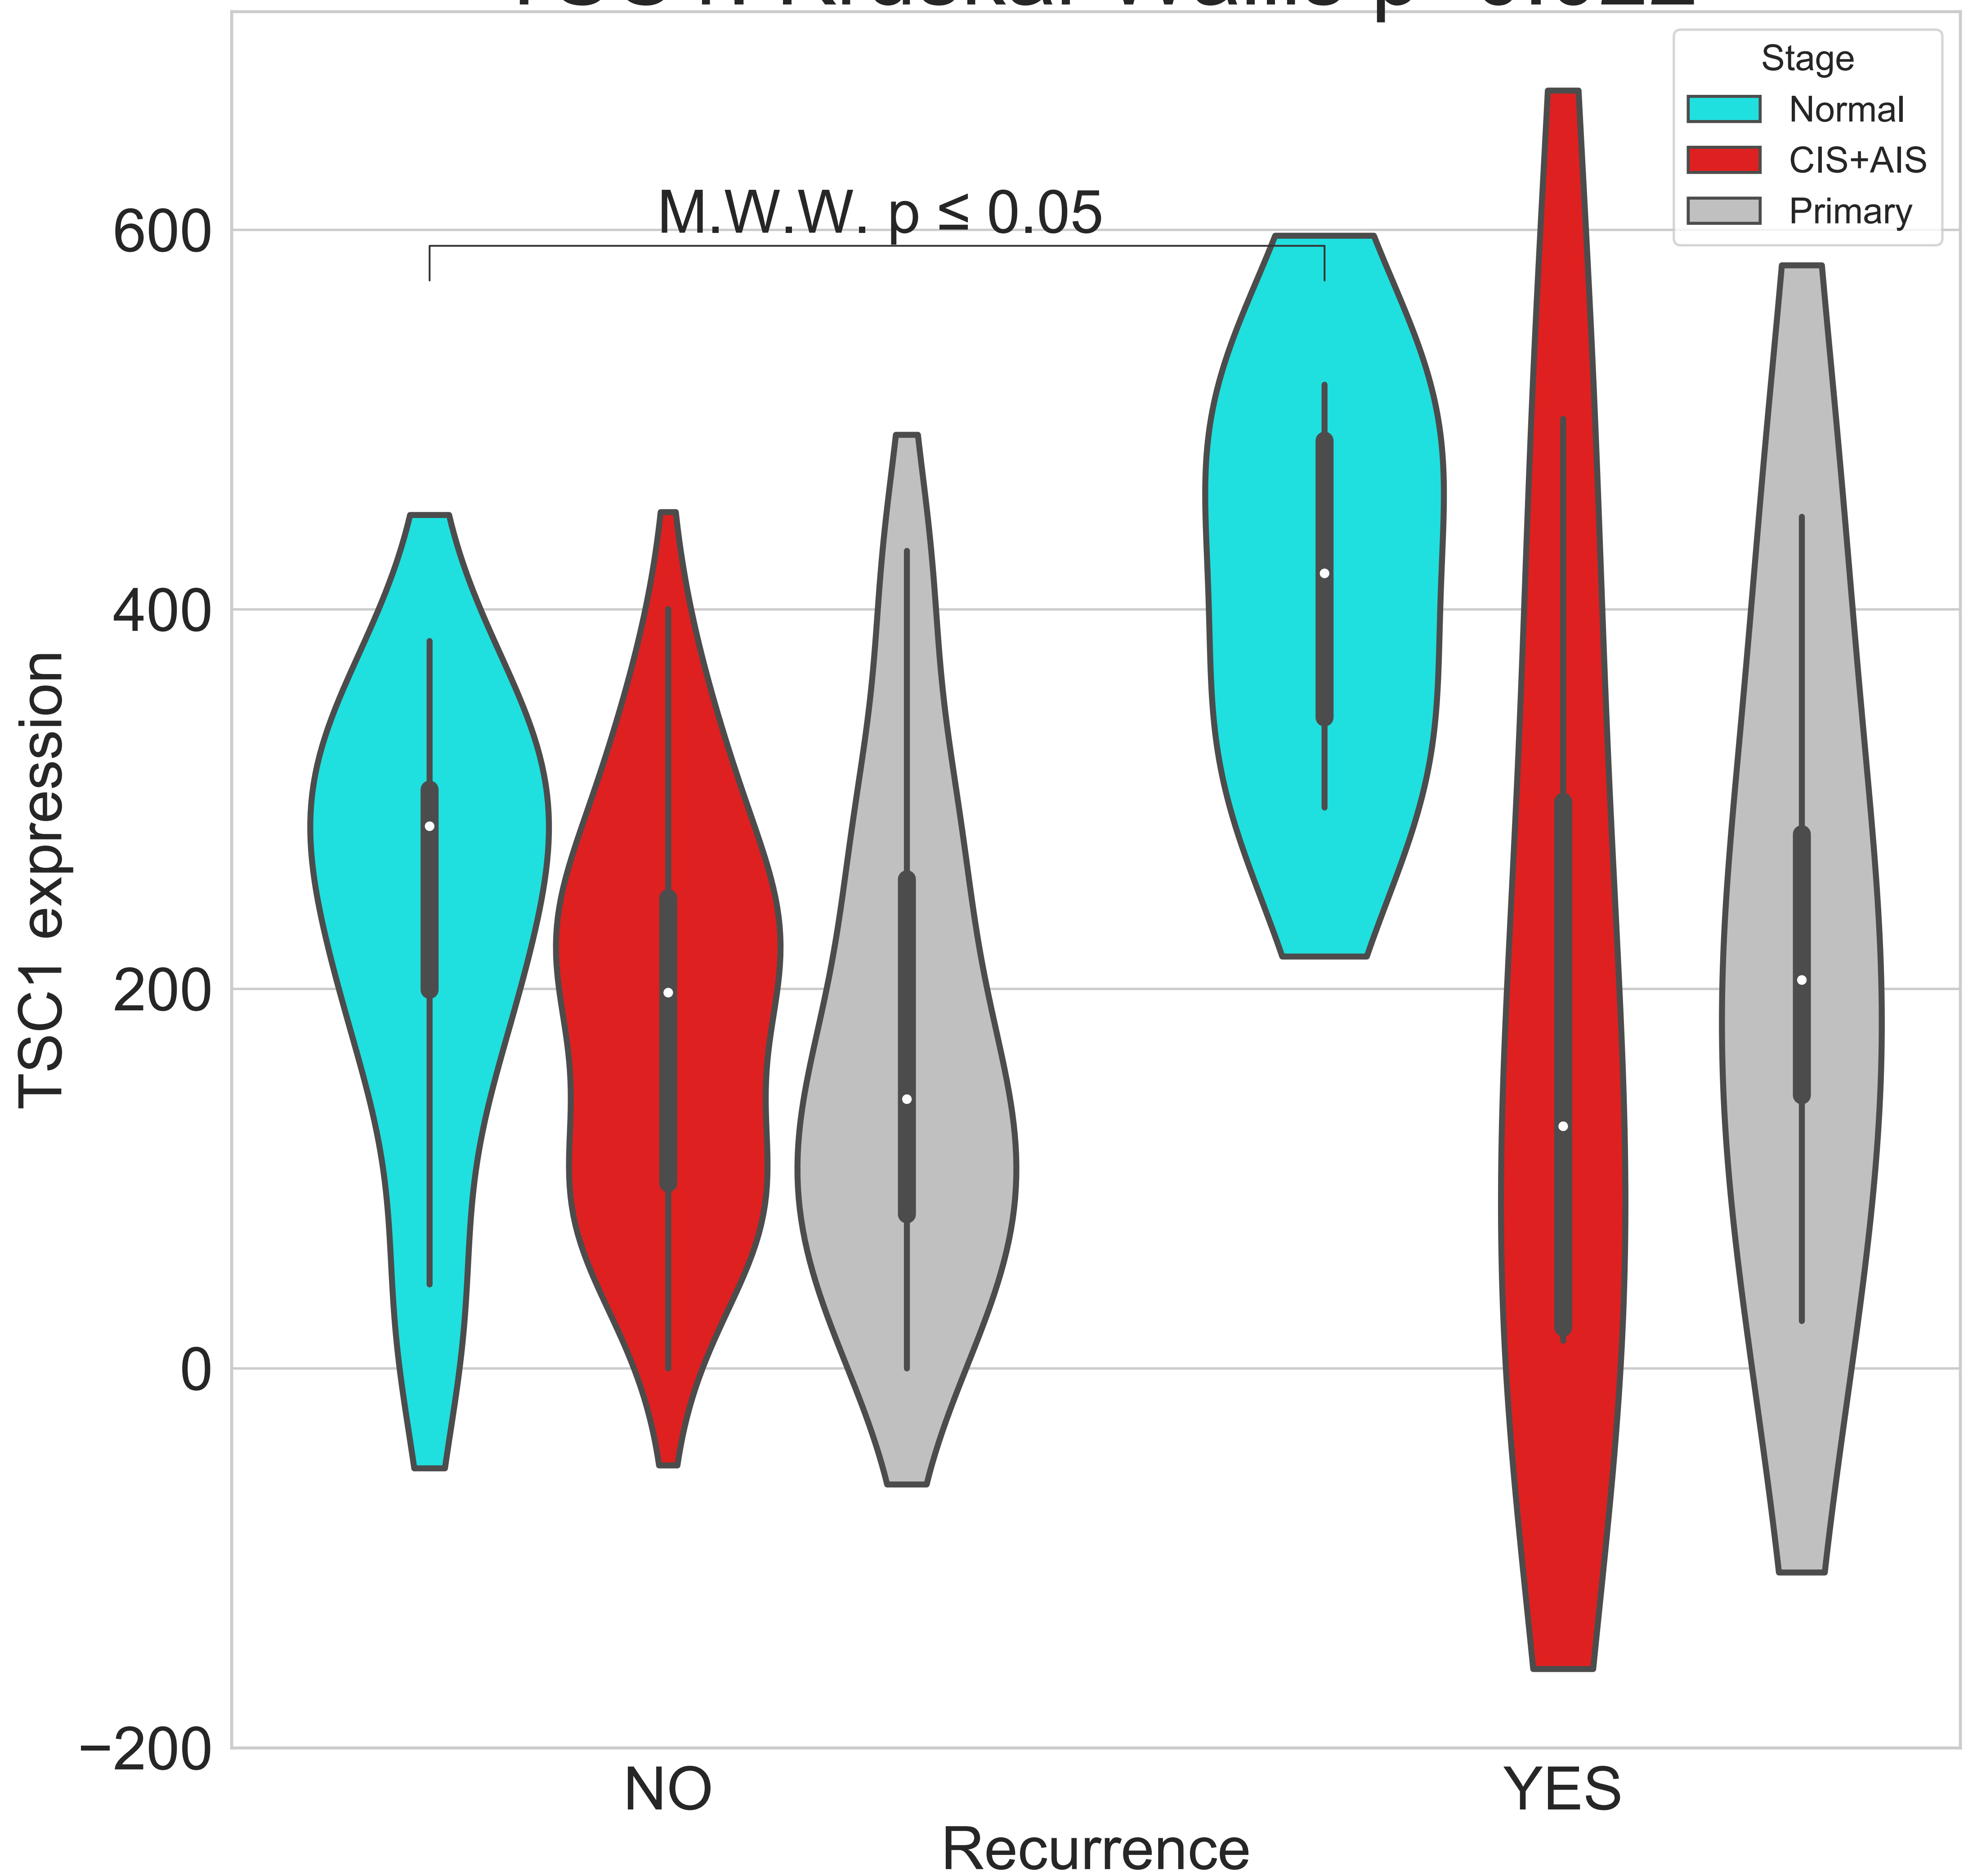 Stage
Normal
CIS+AIS
Primary
M.W.W. p ≤ 0.05
600
400
200
0
−200
TSC1 expression
NO
YES
Recurrence